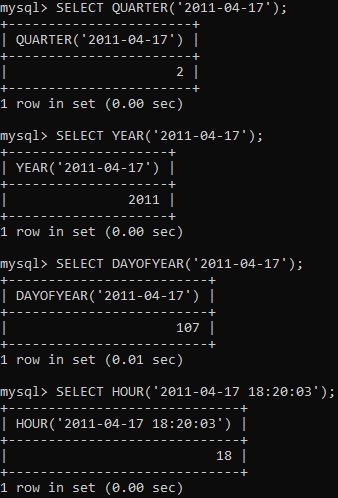 mysql> SELECT QUARTER('2011-04-17');
+-----------------------+
| QUARTER('2011-04-17') |
+-----------------------+
|                     2 |
+-----------------------+
1 row in set (0.00 sec)

mysql> SELECT YEAR('2011-04-17');
+--------------------+
| YEAR('2011-04-17') |
+--------------------+
|               2011 |
+--------------------+
1 row in set (0.00 sec)

mysql> SELECT DAYOFYEAR('2011-04-17');
+-------------------------+
| DAYOFYEAR('2011-04-17') |
+-------------------------+
|                     107 |
+-------------------------+
1 row in set (0.01 sec)

mysql> SELECT HOUR('2011-04-17 18:20:03');
+-----------------------------+
| HOUR('2011-04-17 18:20:03') |
+-----------------------------+
|                          18 |
+-----------------------------+
1 row in set (0.00 sec)